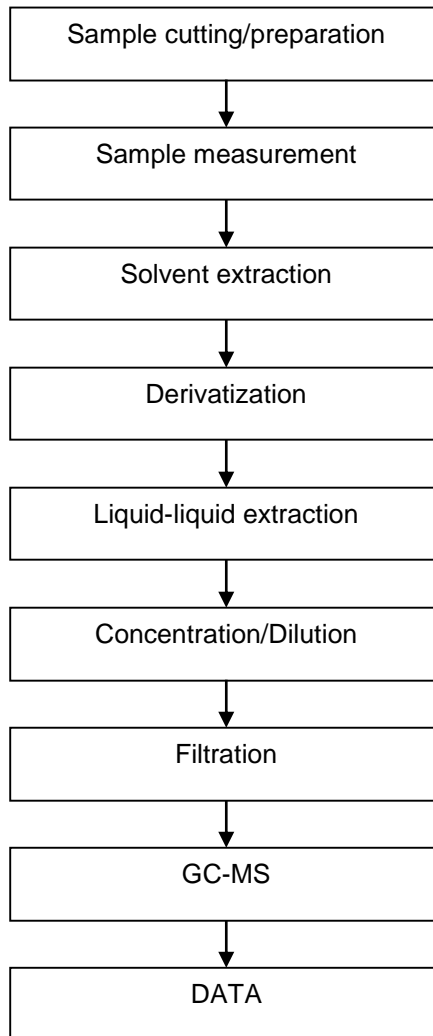 Sample cutting/preparation
Sample measurement
Solvent extraction
Derivatization
Liquid-liquid extraction
Concentration/Dilution
Filtration
GC-MS
DATA